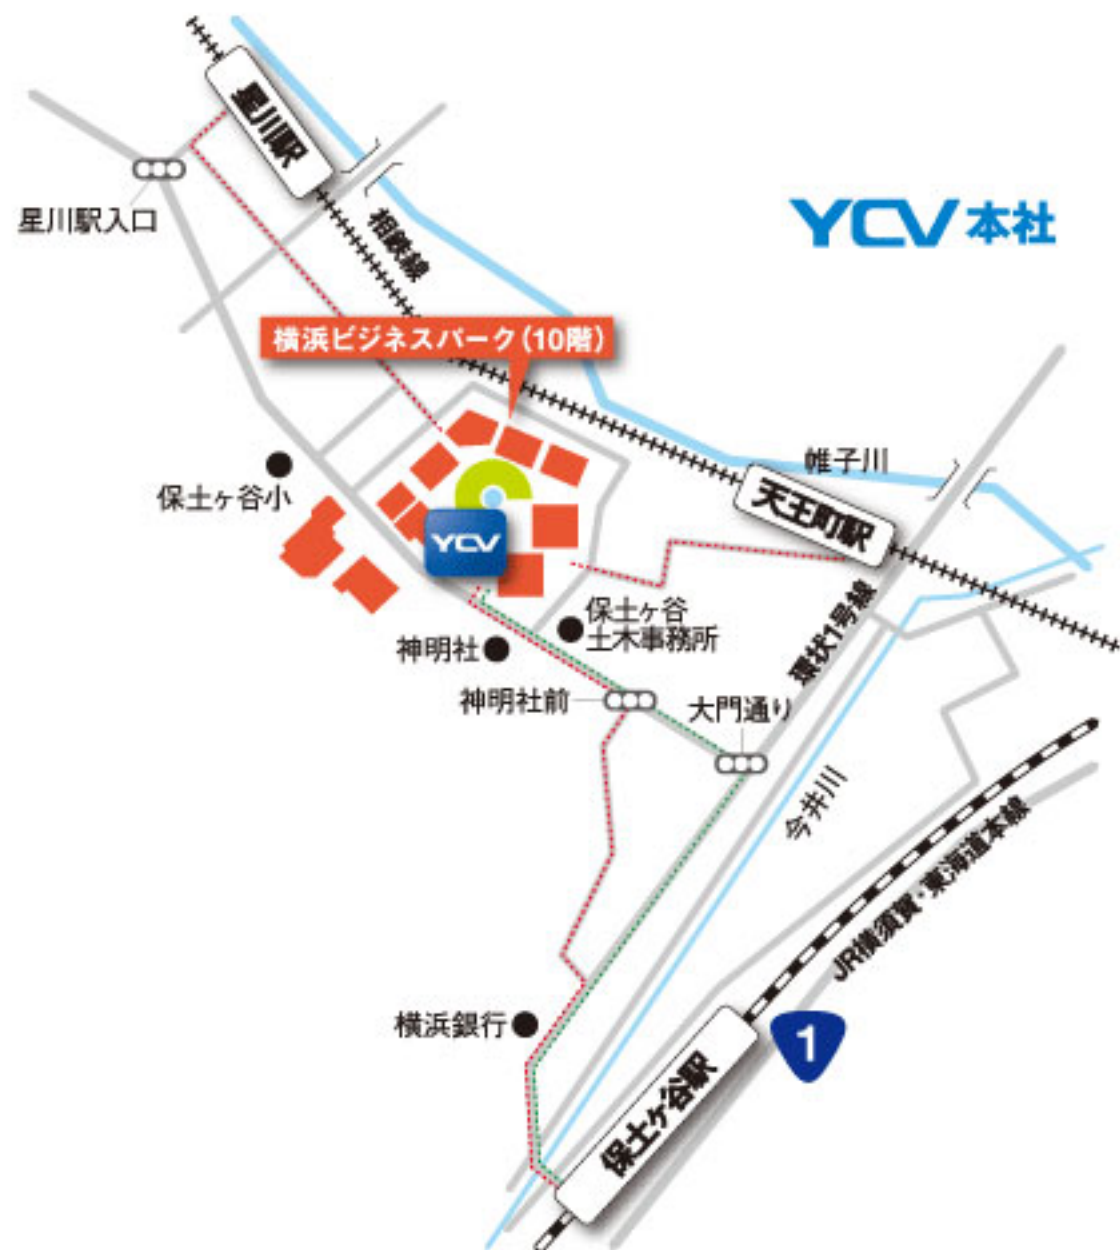 星川駅
星川駅入口
相鉄線
YCV本社
横浜ビジネスパーク(10階)
帷子川
天王町駅
保土ヶ谷小
YCV
保土ヶ谷
土木事務所
環状1号線
神明社
神明社前
大門通り
今井川
JR横須賀・東海道本線
横浜銀行
1
保土ヶ谷駅